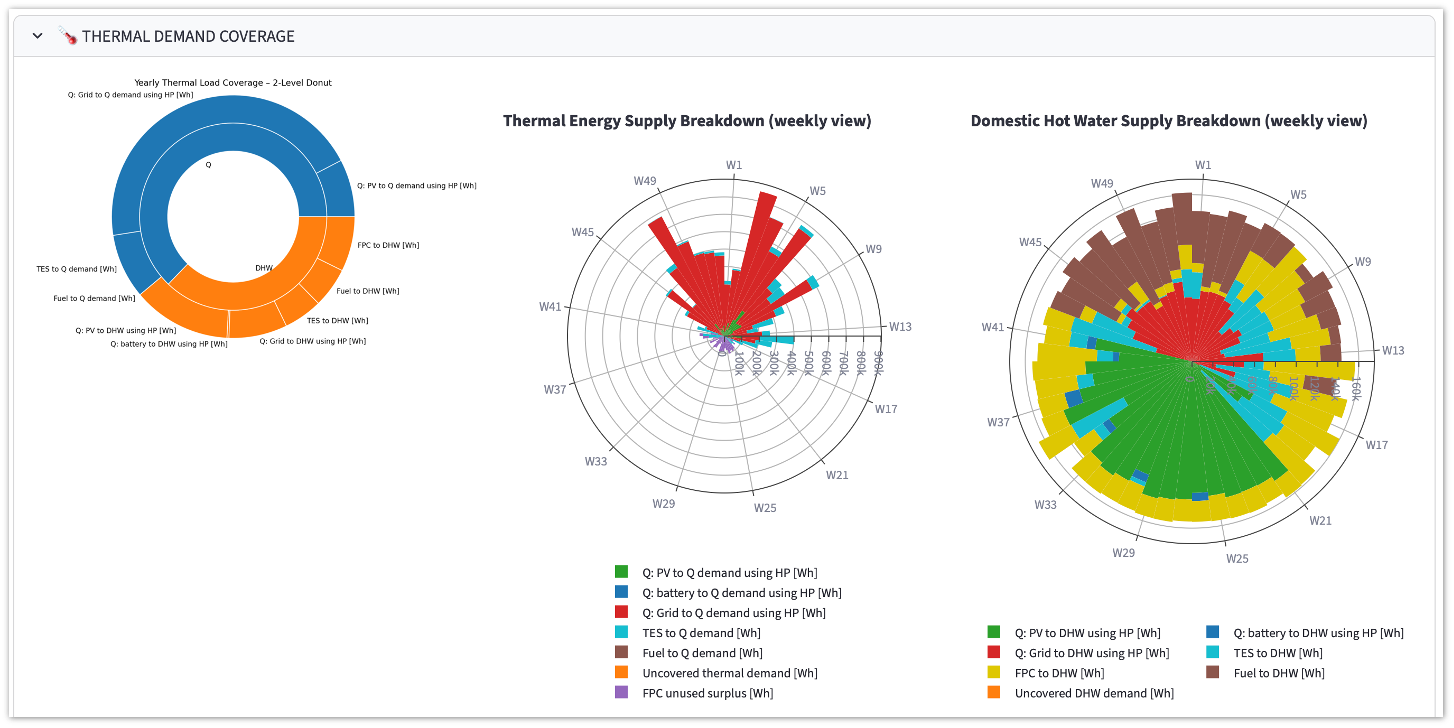 THERMAL DEMAND COVERAGE
Yearly Thermal Load Coverage – 2-Level Donut
Q: Grid to Q demand using HP [Wh]
Q
Q: PV to Q demand using HP [Wh]
FPC to DHW [Wh]
DHW
TES to Q demand [Wh]
Fuel to DHW [Wh]
Fuel to Q demand [Wh]
TES to DHW [Wh]
Q: PV to DHW using HP [Wh]
Q: battery to DHW using HP [Wh]
Q: Grid to DHW using HP [Wh]
Thermal Energy Supply Breakdown (weekly view)
W1
W5
W9
W13
W17
W21
W25
W29
W33
W37
W41
W45
W49
0
100k
200k
300k
400k
500k
600k
700k
800k
900k
Q: PV to Q demand using HP [Wh]
Q: battery to Q demand using HP [Wh]
Q: Grid to Q demand using HP [Wh]
TES to Q demand [Wh]
Fuel to Q demand [Wh]
Uncovered thermal demand [Wh]
FPC unused surplus [Wh]
Domestic Hot Water Supply Breakdown (weekly view)
W1
W5
W9
W13
W17
W21
W25
W29
W33
W37
W41
W45
W49
0
100k
160k
Q: PV to DHW using HP [Wh]
Q: battery to DHW using HP [Wh]
Q: Grid to DHW using HP [Wh]
TES to DHW [Wh]
FPC to DHW [Wh]
Fuel to DHW [Wh]
Uncovered DHW demand [Wh]